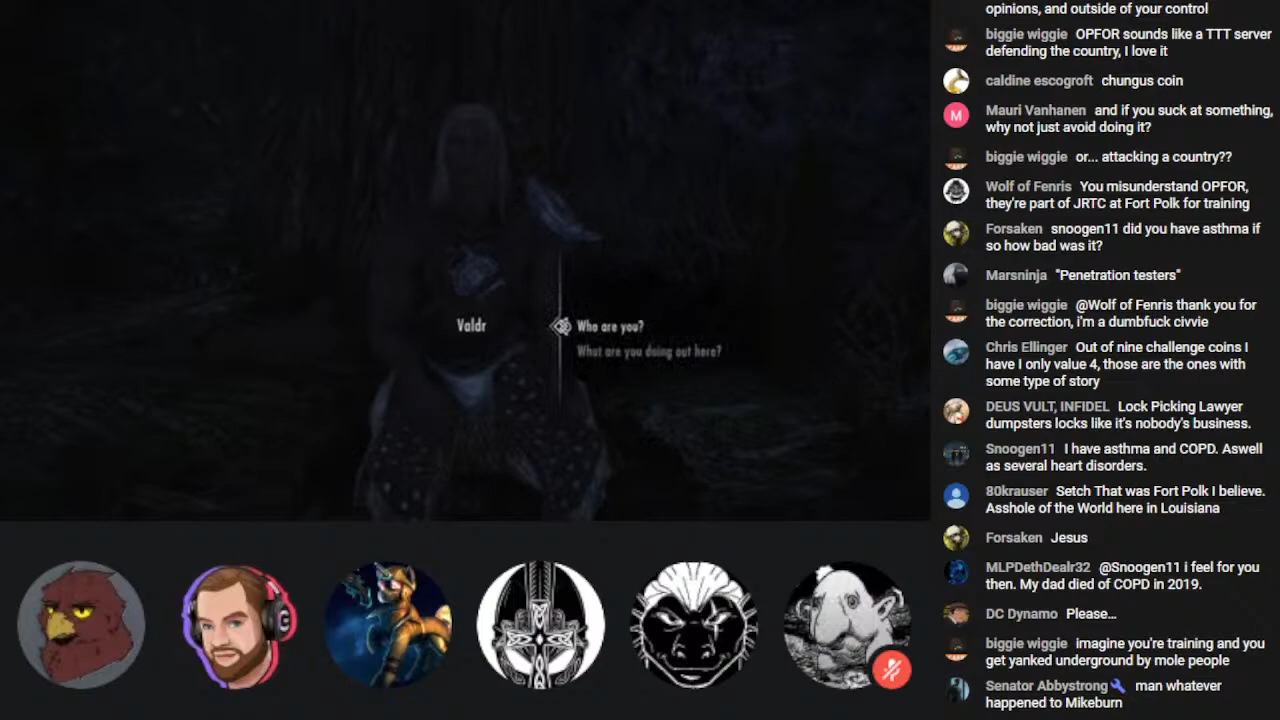 Valdr
Who are you?
What are you doing out here?
opinions, and outside of your control
biggie wiggie OPFOR sounds like a TTT server
defending the country, I love it
caldine escogroft chungus coin
M
Mauri Vanhanen and if you suck at something,
why not just avoid doing it?
biggie wiggie or... attacking a country??
Wolf of Fenris You misunderstand OPFOR,
they're part of JRTC at Fort Polk for training
Forsaken snoogen11 did you have asthma if
so how bad was it?
Marsninja "Penetration testers"
biggie wiggie @Wolf of Fenris thank you for
the correction, i'm a dumbfuck civvie
Chris Ellinger Out of nine challenge coins I
have I only value 4, those are the ones with
some type of story
DEUS VULT, INFIDEL Lock Picking Lawyer
dumpsters locks like it's nobody's business.
Snoogen11 I have asthma and COPD. Aswell
as several heart disorders.
80krauser Setch That was Fort Polk I believe.
Asshole of the World here in Louisiana
Forsaken Jesus
MLPDethDealr32 @Snoogen11 i feel for you
then. My dad died of COPD in 2019.
DC Dynamo Please...
biggie wiggie imagine you're training and you
get yanked underground by mole people
Senator Abbystrong man whatever
happened to Mikeburn